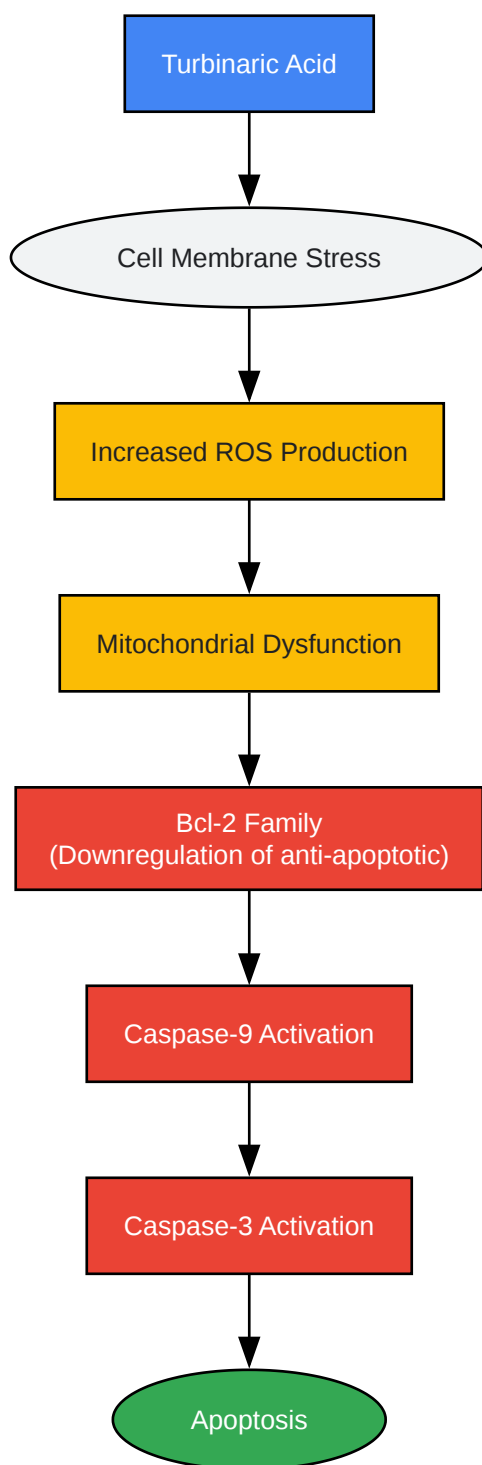 Turbinaric Acid
Cell Membrane Stress
Increased ROS Production
Mitochondrial Dysfunction
Bcl-2 Family
(Downregulation of anti-apoptotic)
Caspase-9 Activation
Caspase-3 Activation
Apoptosis